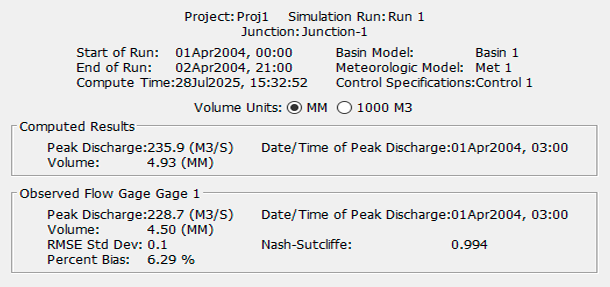 Project: Proj1 Simulation Run: Run 1
Junction: Junction-1
Start of Run: 01Apr2004, 00:00 Basin Model: Basin 1
End of Run: 02Apr2004, 21:00 Meteorologic Model: Met 1
Compute Time:28Jul2025, 15:32:52 Control Specifications:Control 1
Volume Units: MM 1000 M3
Computed Results
Peak Discharge:235.9 (M3/S) Date/Time of Peak Discharge:01Apr2004, 03:00
Volume: 4.93 (MM)
Observed Flow Gage Gage 1
Peak Discharge:228.7 (M3/S) Date/Time of Peak Discharge:01Apr2004, 03:00
Volume: 4.50 (MM)
RMSE Std Dev: 0.1 Nash-Sutcliffe: 0.994
Percent Bias: 6.29 %